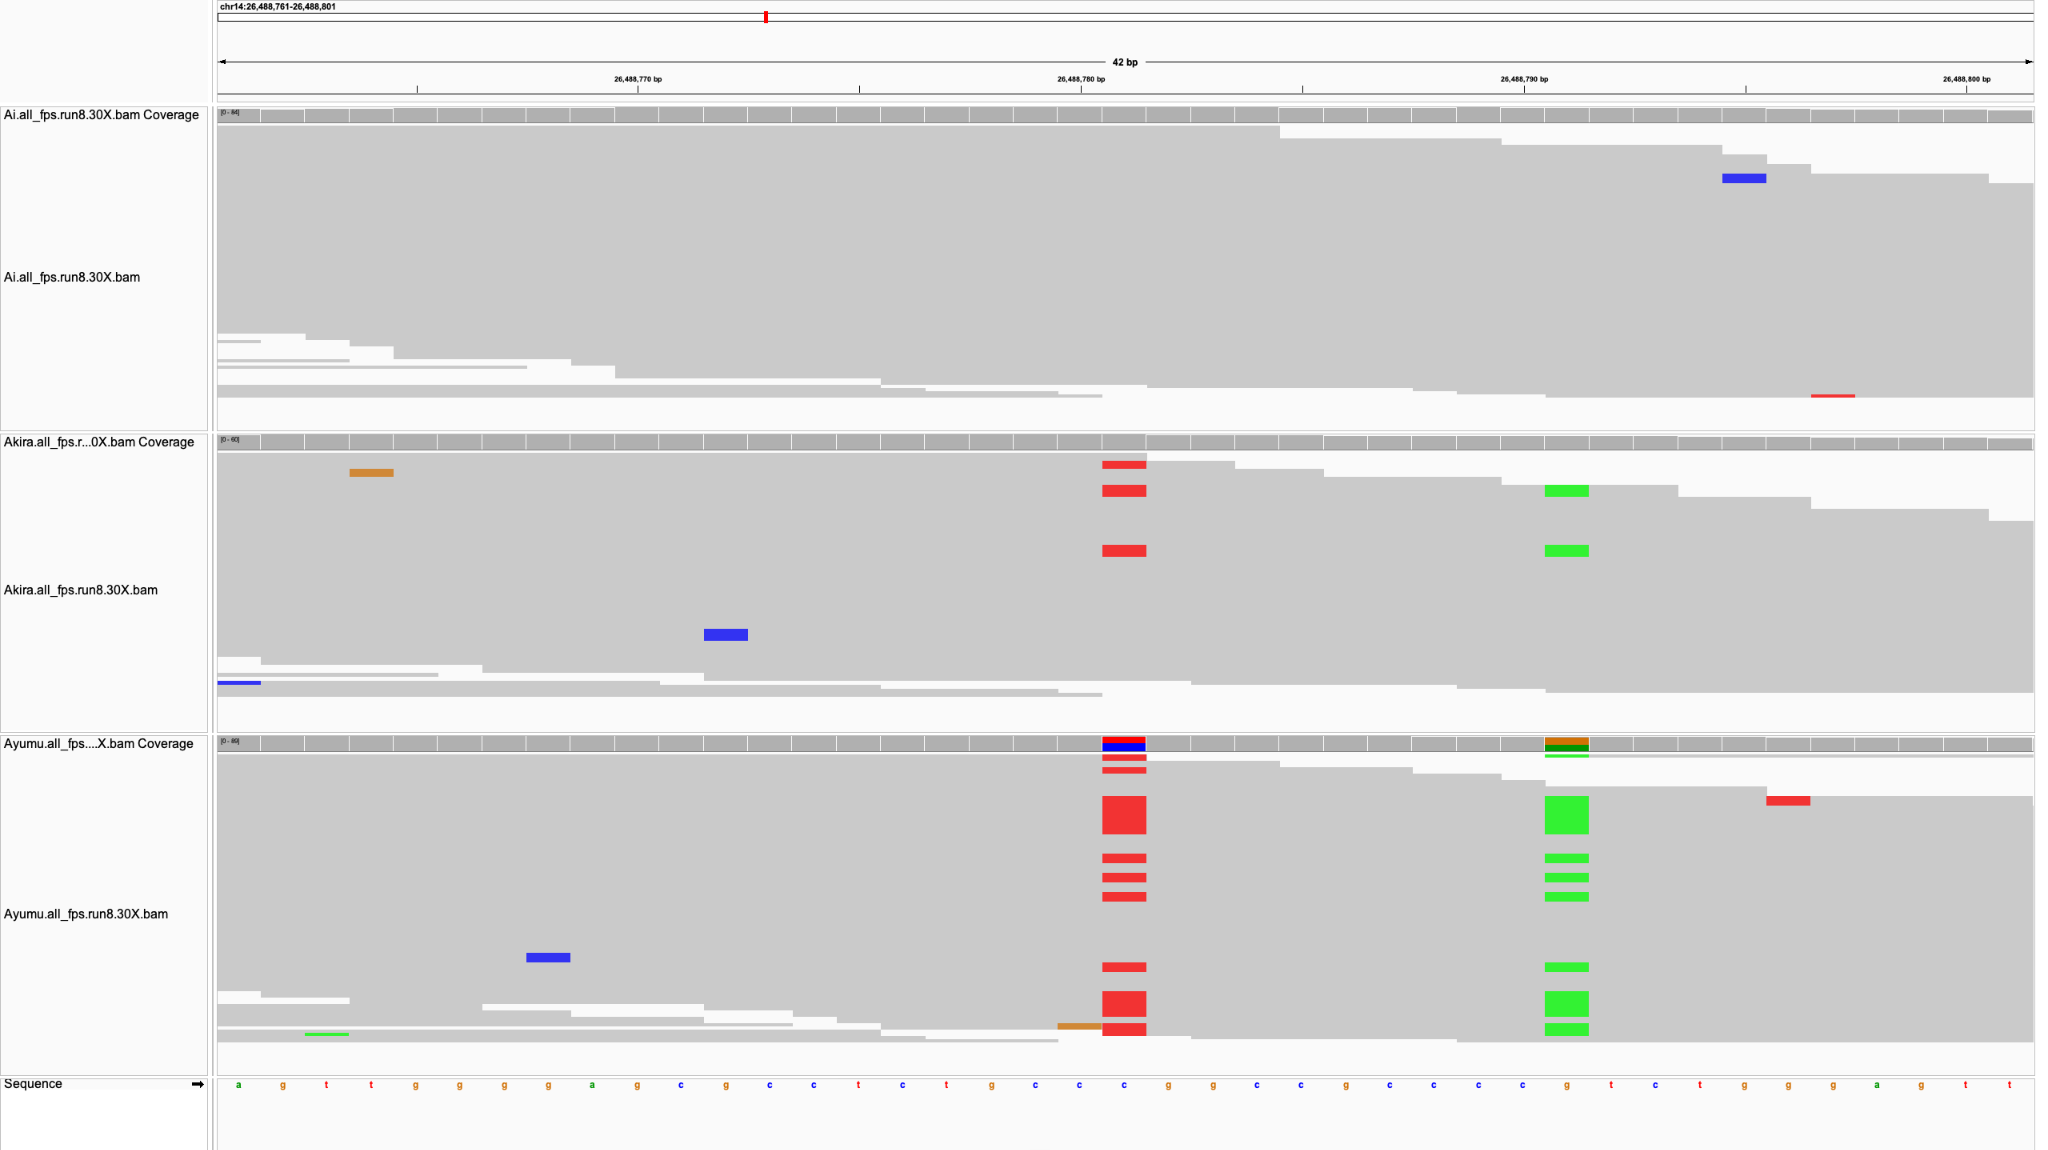 chr14:26,488,761-26,488,801
42 bp
26,488,770 bp 26,488,780 bp 26,488,790 bp 26,488,800 bp
Ai.all_fps.run8.30X.bam Coverage
Ai.all_fps.run8.30X.bam
Akira.all_fps.r...0X.bam Coverage
[0 - 60]
Akira.all_fps.run8.30X.bam
Ayumu.all_fps....X.bam Coverage
Ayumu.all_fps.run8.30X.bam
Sequence a g t t g g g g a g c g c c t c t g c c c g g c c g c c c c g t c t g g g a g t t